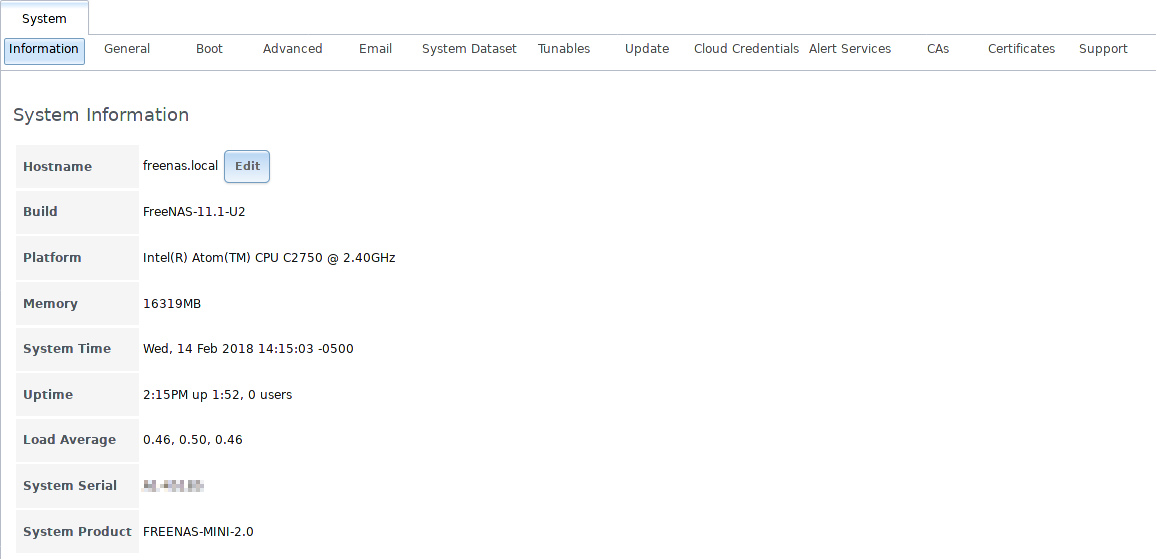 System
Information General Boot Advanced Email System Dataset Tunables Update Cloud Credentials Alert Services CAs Certificates Support
System Information
Hostname freenas.local Edit
Build FreeNAS-11.1-U2
Platform Intel(R) Atom(TM) CPU C2750 @ 2.40GHz
Memory 16319MB
System Time Wed, 14 Feb 2018 14:15:03 -0500
Uptime 2:15PM up 1:52, 0 users
Load Average 0.46, 0.50, 0.46
System Serial
System Product FREENAS-MINI-2.0